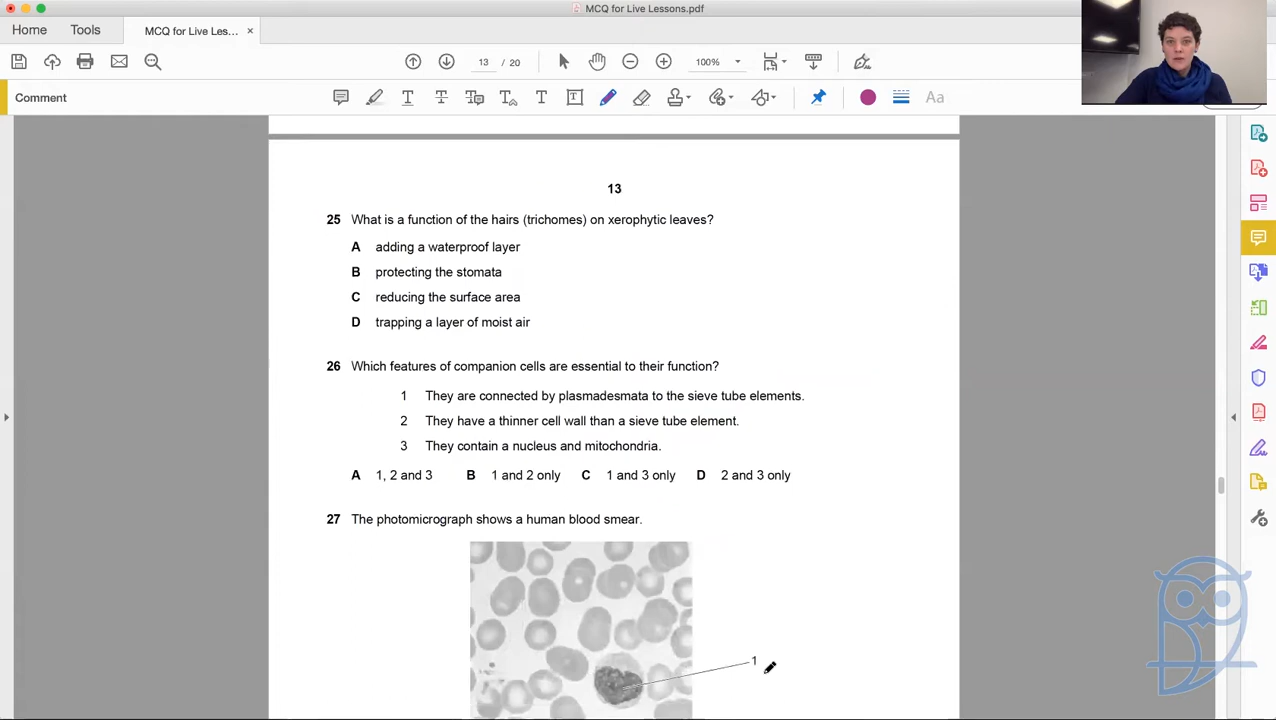 MCQ for Live Lessons.pdf
Home Tools MCQ for Live Les... ×
13 / 20 100%
Comment Aa
13
25 What is a function of the hairs (trichomes) on xerophytic leaves?
A adding a waterproof layer
B protecting the stomata
C reducing the surface area
D trapping a layer of moist air
26 Which features of companion cells are essential to their function?
1 They are connected by plasmadesmata to the sieve tube elements.
2 They have a thinner cell wall than a sieve tube element.
3 They contain a nucleus and mitochondria.
A 1, 2 and 3 B 1 and 2 only C 1 and 3 only D 2 and 3 only
27 The photomicrograph shows a human blood smear.
1